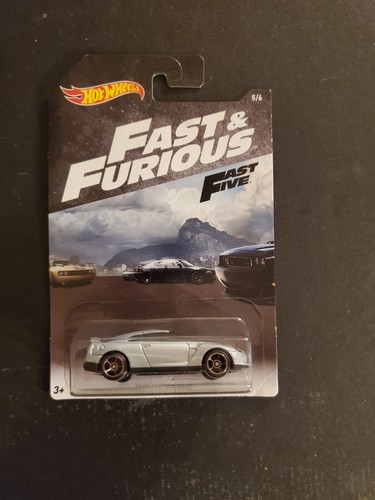 Hot Wheels
5/6
FAST &
FURIOUS
FAST
FIVE
3+